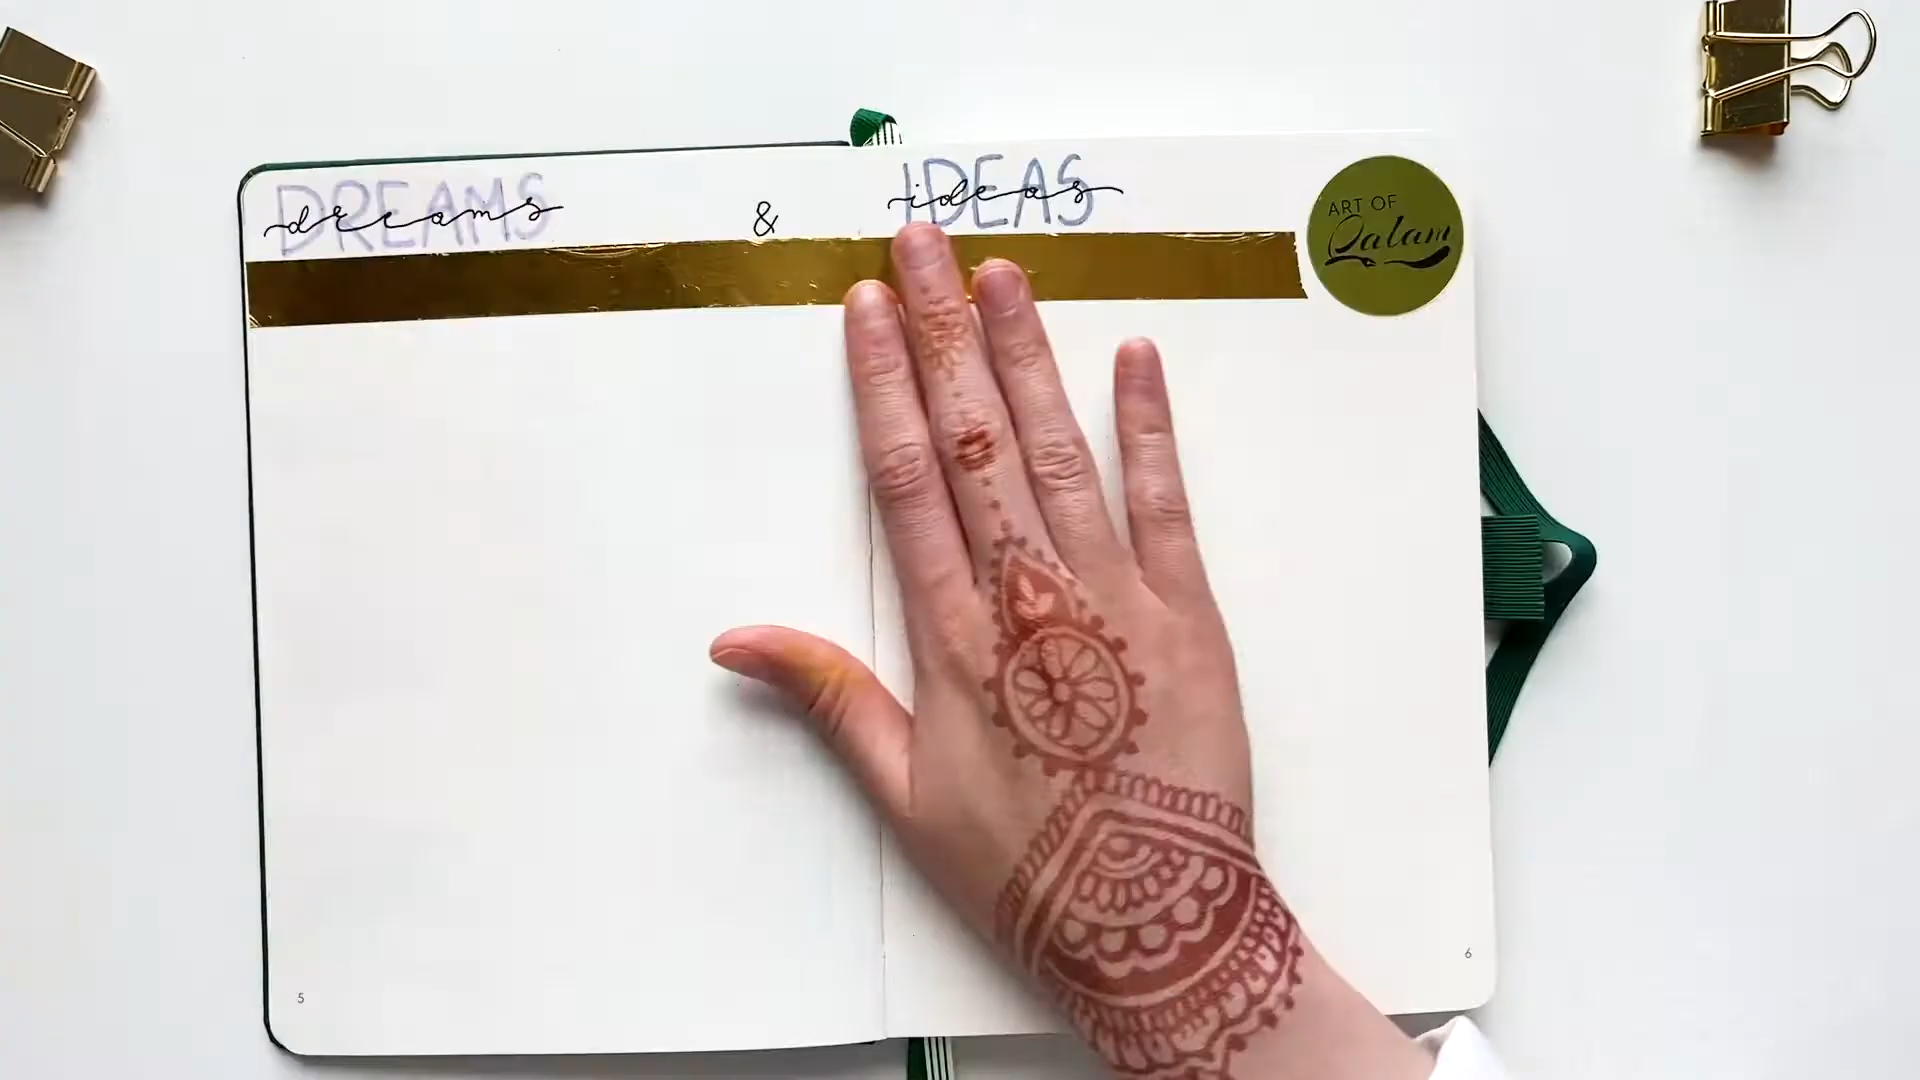 DREAMS
dreams
&
IDEAS
ideas
ART OF
Qalam
5
6